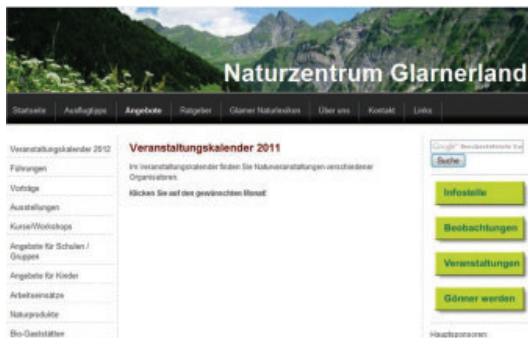 Naturzentrum Glarnerland
Startseite Ausflugtipps Angebote Ratgeber Glarner Naturlexikon Über uns Kontakt Links
Veranstaltungskalender 2012
Führungen
Vorträge
Ausstellungen
Kurse/Workshops
Angebote für Schulen /
Gruppen
Angebote für Kinder
Arbeitseinsätze
Naturprodukte
Bio-Gaststätten
Veranstaltungskalender 2011
Im Veranstaltungskalender finden Sie Naturveranstaltungen verschiedener
Organisatoren.
Klicken Sie auf den gewünschten Monat!
Google
Suche
Infostelle
Beobachtungen
Veranstaltungen
Gönner werden
Hauptsponsoren: